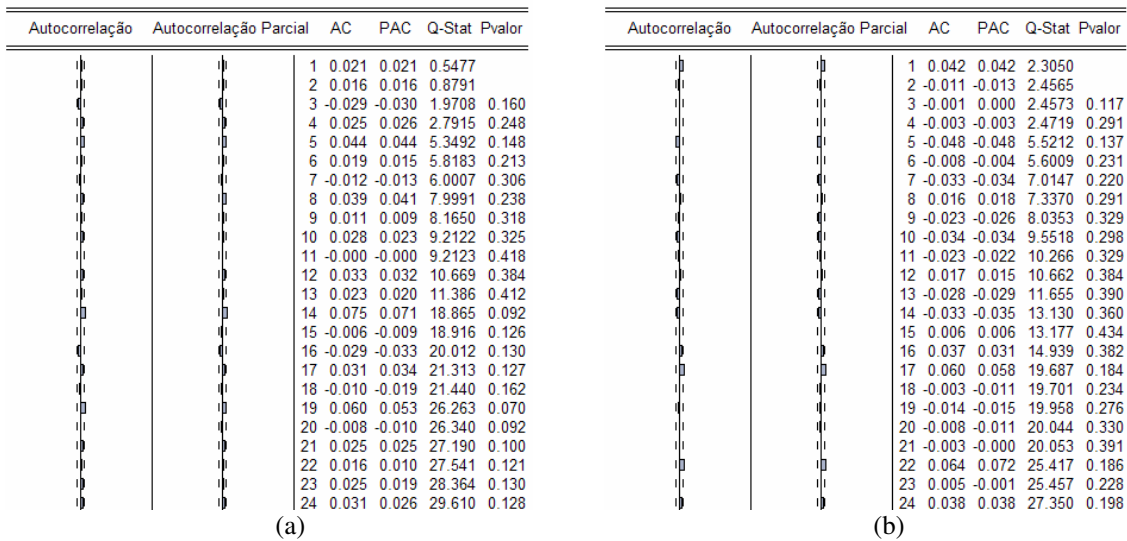 Autocorrelação Autocorrelação Parcial AC PAC Q-Stat Pvalor
1 0.021 0.021 0.5477
2 0.016 0.016 0.8791
3 -0.029 -0.030 1.9708 0.160
4 0.025 0.026 2.7915 0.248
5 0.044 0.044 5.3492 0.148
6 0.019 0.015 5.8183 0.213
7 -0.012 -0.013 6.0007 0.306
8 0.039 0.041 7.9991 0.238
9 0.011 0.009 8.1650 0.318
10 0.028 0.023 9.2122 0.325
11 -0.000 -0.000 9.2123 0.418
12 0.033 0.032 10.669 0.384
13 0.023 0.020 11.386 0.412
14 0.075 0.071 18.865 0.092
15 -0.006 -0.009 18.916 0.126
16 -0.029 -0.033 20.012 0.130
17 0.031 0.034 21.313 0.127
18 -0.010 -0.019 21.440 0.162
19 0.060 0.053 26.263 0.070
20 -0.008 -0.010 26.340 0.092
21 0.025 0.025 27.190 0.100
22 0.016 0.010 27.541 0.121
23 0.025 0.019 28.364 0.130
24 0.031 0.026 29.610 0.128
(a)
Autocorrelação Autocorrelação Parcial AC PAC Q-Stat Pvalor
1 0.042 0.042 2.3050
2 -0.011 -0.013 2.4565
3 -0.001 0.000 2.4573 0.117
4 -0.003 -0.003 2.4719 0.291
5 -0.048 -0.048 5.5212 0.137
6 -0.008 -0.004 5.6009 0.231
7 -0.033 -0.034 7.0147 0.220
8 0.016 0.018 7.3370 0.291
9 -0.023 -0.026 8.0353 0.329
10 -0.034 -0.034 9.5518 0.298
11 -0.023 -0.022 10.266 0.329
12 0.017 0.015 10.662 0.384
13 -0.028 -0.029 11.655 0.390
14 -0.033 -0.035 13.130 0.360
15 0.006 0.006 13.177 0.434
16 0.037 0.031 14.939 0.382
17 0.060 0.058 19.687 0.184
18 -0.003 -0.011 19.701 0.234
19 -0.014 -0.015 19.958 0.276
20 -0.008 -0.011 20.044 0.330
21 -0.003 -0.000 20.053 0.391
22 0.064 0.072 25.417 0.186
23 0.005 -0.001 25.457 0.228
24 0.038 0.038 27.350 0.198
(b)